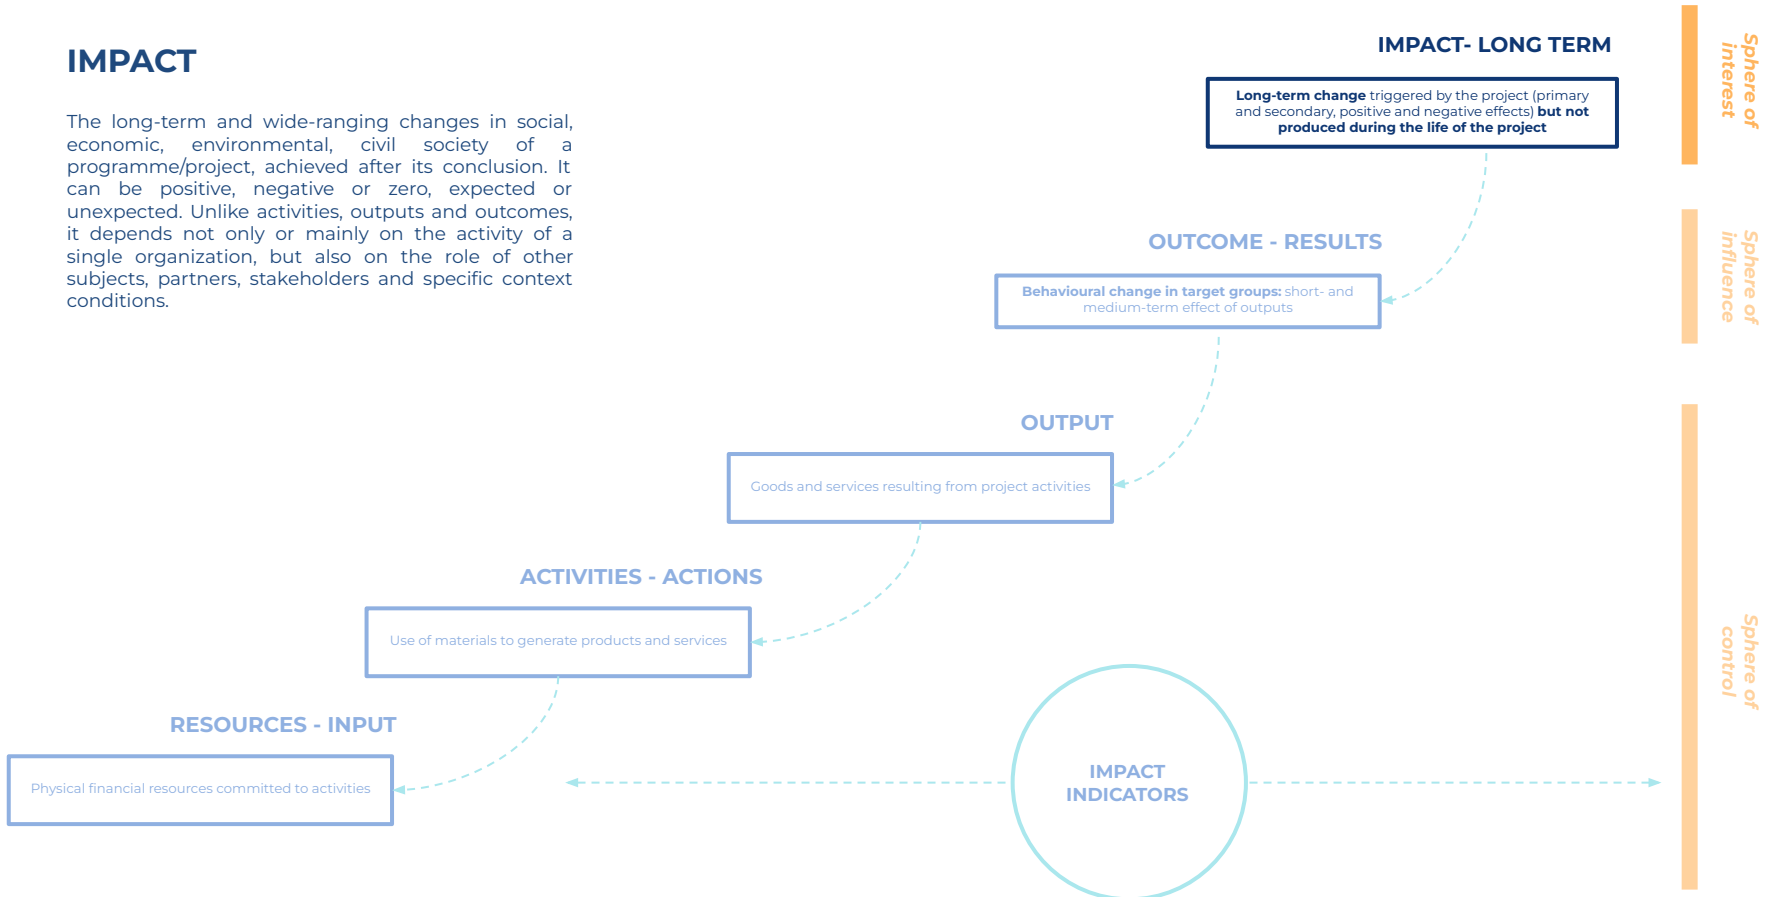 IMPACT
The long-term and wide-ranging changes in social,
economic, environmental, civil society of a
programme/project, achieved after its conclusion. It
can be positive, negative or zero, expected or
unexpected. Unlike activities, outputs and outcomes,
it depends not only or mainly on the activity of a
single organization, but also on the role of other
subjects, partners, stakeholders and specific context
conditions.
IMPACT- LONG TERM
Long-term change triggered by the project (primary
and secondary, positive and negative effects) but not
produced during the life of the project
Sphere of
interest
OUTCOME - RESULTS
Behavioural change in target groups: short- and
medium-term effect of outputs
Sphere of
influence
OUTPUT
Goods and services resulting from project activities
ACTIVITIES - ACTIONS
Use of materials to generate products and services
Sphere of
control
RESOURCES - INPUT
Physical financial resources committed to activities
IMPACT
INDICATORS